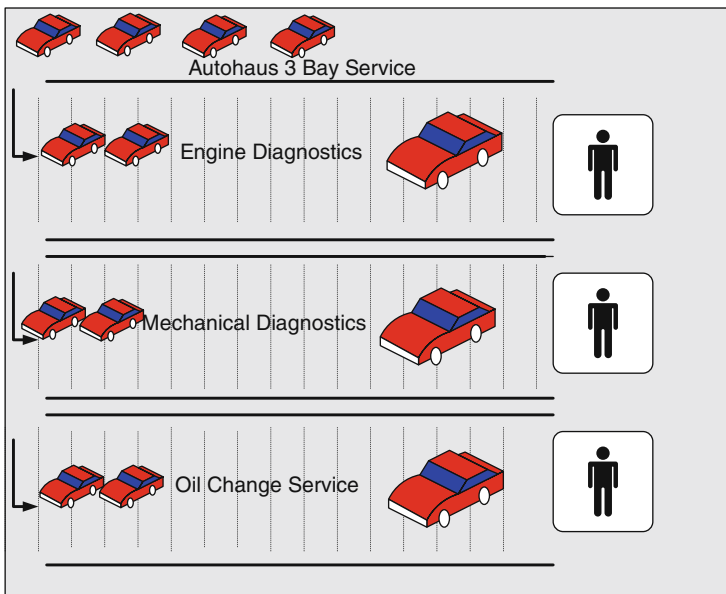 Autohaus 3 Bay Service
Engine Diagnostics
Mechanical Diagnostics
Oil Change Service